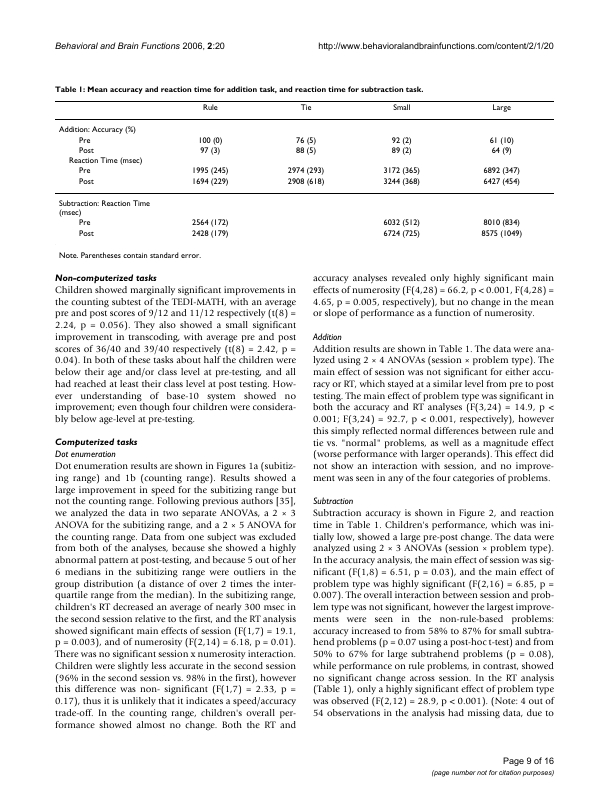 Behavioral and Brain Functions 2006, 2:20 http://www.behavioralandbrainfunctions.com/content/2/1/20
Table 1: Mean accuracy and reaction time for addition task, and reaction time for subtraction task.
Rule Tie Small Large
Addition: Accuracy (%)
Pre 100 (0) 76 (5) 92 (2) 61 (10)
Post 97 (3) 88 (5) 89 (2) 64 (9)
Reaction Time (msec)
Pre 1995 (245) 2974 (293) 3172 (365) 6892 (347)
Post 1694 (229) 2908 (618) 3244 (368) 6427 (454)
Subtraction: Reaction Time
(msec)
Pre 2564 (172) 6032 (512) 8010 (834)
Post 2428 (179) 6724 (725) 8575 (1049)
Note. Parentheses contain standard error.
Non-computerized tasks
Children showed marginally significant improvements in
the counting subtest of the TEDI-MATH, with an average
pre and post scores of 9/12 and 11/12 respectively (t(8) =
2.24, p = 0.056). They also showed a small significant
improvement in transcoding, with average pre and post
scores of 36/40 and 39/40 respectively (t(8) = 2.42, p =
0.04). In both of these tasks about half the children were
below their age and/or class level at pre-testing, and all
had reached at least their class level at post testing. How-
ever understanding of base-10 system showed no
improvement; even though four children were considera-
bly below age-level at pre-testing.
Computerized tasks
Dot enumeration
Dot enumeration results are shown in Figures 1a (subitiz-
ing range) and 1b (counting range). Results showed a
large improvement in speed for the subitizing range but
not the counting range. Following previous authors [35],
we analyzed the data in two separate ANOVAs, a 2 × 3
ANOVA for the subitizing range, and a 2 × 5 ANOVA for
the counting range. Data from one subject was excluded
from both of the analyses, because she showed a highly
abnormal pattern at post-testing, and because 5 out of her
6 medians in the subitizing range were outliers in the
group distribution (a distance of over 2 times the inter-
quartile range from the median). In the subitizing range,
children's RT decreased an average of nearly 300 msec in
the second session relative to the first, and the RT analysis
showed significant main effects of session (F(1,7) = 19.1,
p = 0.003), and of numerosity (F(2,14) = 6.18, p = 0.01).
There was no significant session x numerosity interaction.
Children were slightly less accurate in the second session
(96% in the second session vs. 98% in the first), however
this difference was non- significant (F(1,7) = 2.33, p =
0.17), thus it is unlikely that it indicates a speed/accuracy
trade-off. In the counting range, children's overall per-
formance showed almost no change. Both the RT and
accuracy analyses revealed only highly significant main
effects of numerosity (F(4,28) = 66.2, p < 0.001, F(4,28) =
4.65, p = 0.005, respectively), but no change in the mean
or slope of performance as a function of numerosity.
Addition
Addition results are shown in Table 1. The data were ana-
lyzed using 2 × 4 ANOVAs (session × problem type). The
main effect of session was not significant for either accu-
racy or RT, which stayed at a similar level from pre to post
testing. The main effect of problem type was significant in
both the accuracy and RT analyses (F(3,24) = 14.9, p <
0.001; F(3,24) = 92.7, p < 0.001, respectively), however
this simply reflected normal differences between rule and
tie vs. "normal" problems, as well as a magnitude effect
(worse performance with larger operands). This effect did
not show an interaction with session, and no improve-
ment was seen in any of the four categories of problems.
Subtraction
Subtraction accuracy is shown in Figure 2, and reaction
time in Table 1. Children's performance, which was ini-
tially low, showed a large pre-post change. The data were
analyzed using 2 × 3 ANOVAs (session × problem type).
In the accuracy analysis, the main effect of session was sig-
nificant (F(1,8) = 6.51, p = 0.03), and the main effect of
problem type was highly significant (F(2,16) = 6.85, p =
0.007). The overall interaction between session and prob-
lem type was not significant, however the largest improve-
ments were seen in the non-rule-based problems:
accuracy increased to from 58% to 87% for small subtra-
hend problems (p = 0.07 using a post-hoc t-test) and from
50% to 67% for large subtrahend problems (p = 0.08),
while performance on rule problems, in contrast, showed
no significant change across session. In the RT analysis
(Table 1), only a highly significant effect of problem type
was observed (F(2,12) = 28.9, p < 0.001). (Note: 4 out of
54 observations in the analysis had missing data, due to
Page 9 of 16
(page number not for citation purposes)